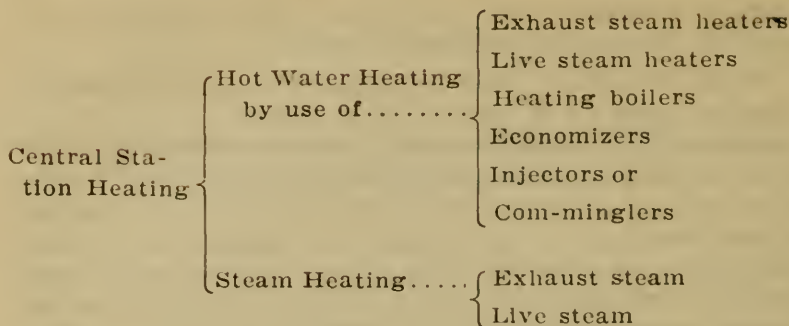 Central Sta-
tion Heating
Hot Water Heating
by use of........
Exhaust steam heaters
Live steam heaters
Heating boilers
Economizers
Injectors or
Com-minglers
Steam Heating.....
Exhaust steam
Live steam